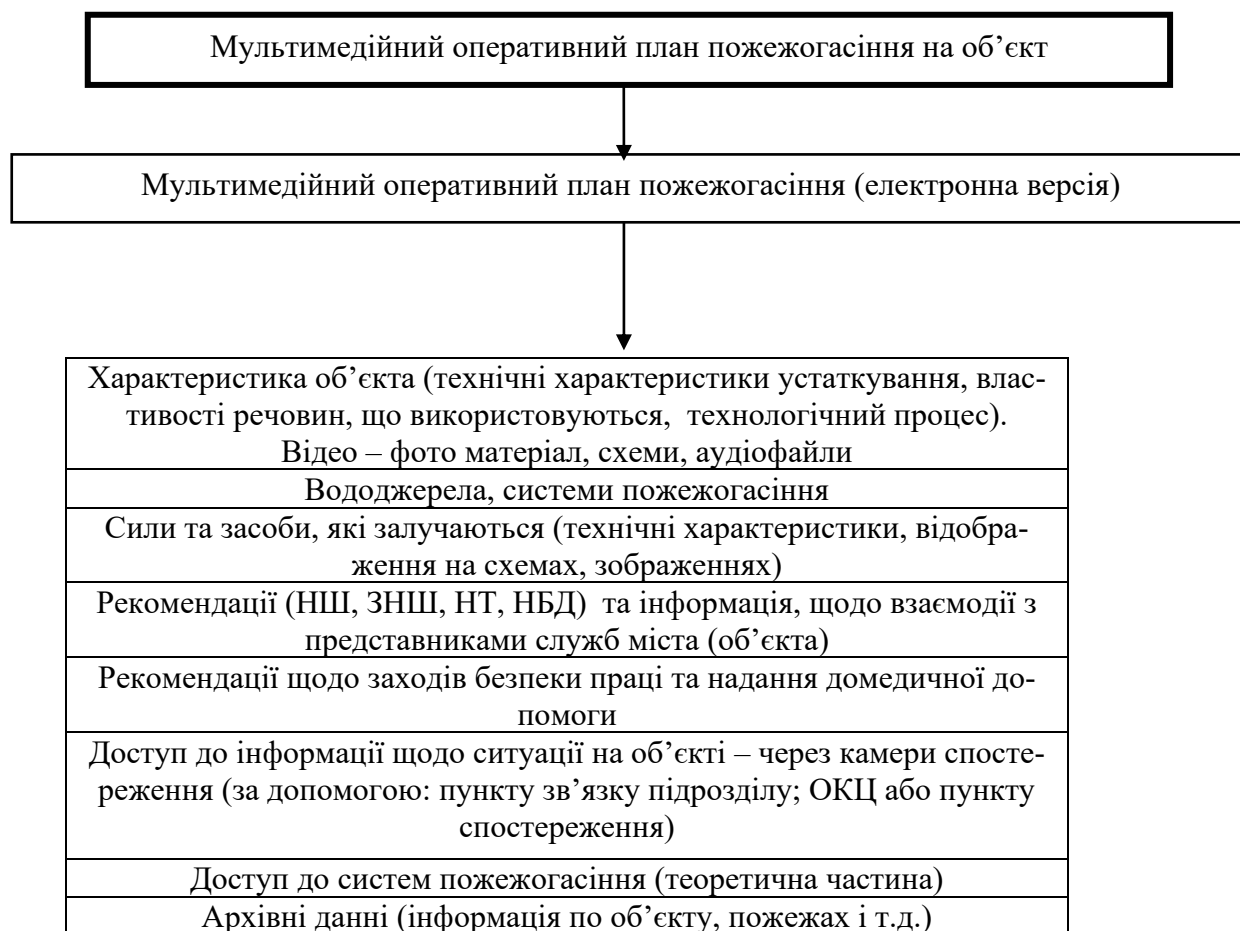 Мультимедійний оперативний план пожежогасіння на об’єкт
Мультимедійний оперативний план пожежогасіння (електронна версія)
Характеристика об’єкта (технічні характеристики устаткування, влас-
тивості речовин, що використовуються, технологічний процес).
Відео – фото матеріал, схеми, аудіофайли
Вододжерела, системи пожежогасіння
Сили та засоби, які залучаються (технічні характеристики, відобра-
ження на схемах, зображеннях)
Рекомендації (НШ, ЗНШ, НТ, НБД) та інформація, щодо взаємодії з
представниками служб міста (об’єкта)
Рекомендації щодо заходів безпеки праці та надання домедичної до-
помоги
Доступ до інформації щодо ситуації на об’єкті – через камери спосте-
реження (за допомогою: пункту зв’язку підрозділу; ОКЦ або пункту
спостереження)
Доступ до систем пожежогасіння (теоретична частина)
Архівні данні (інформація по об’єкту, пожежах і т.д.)